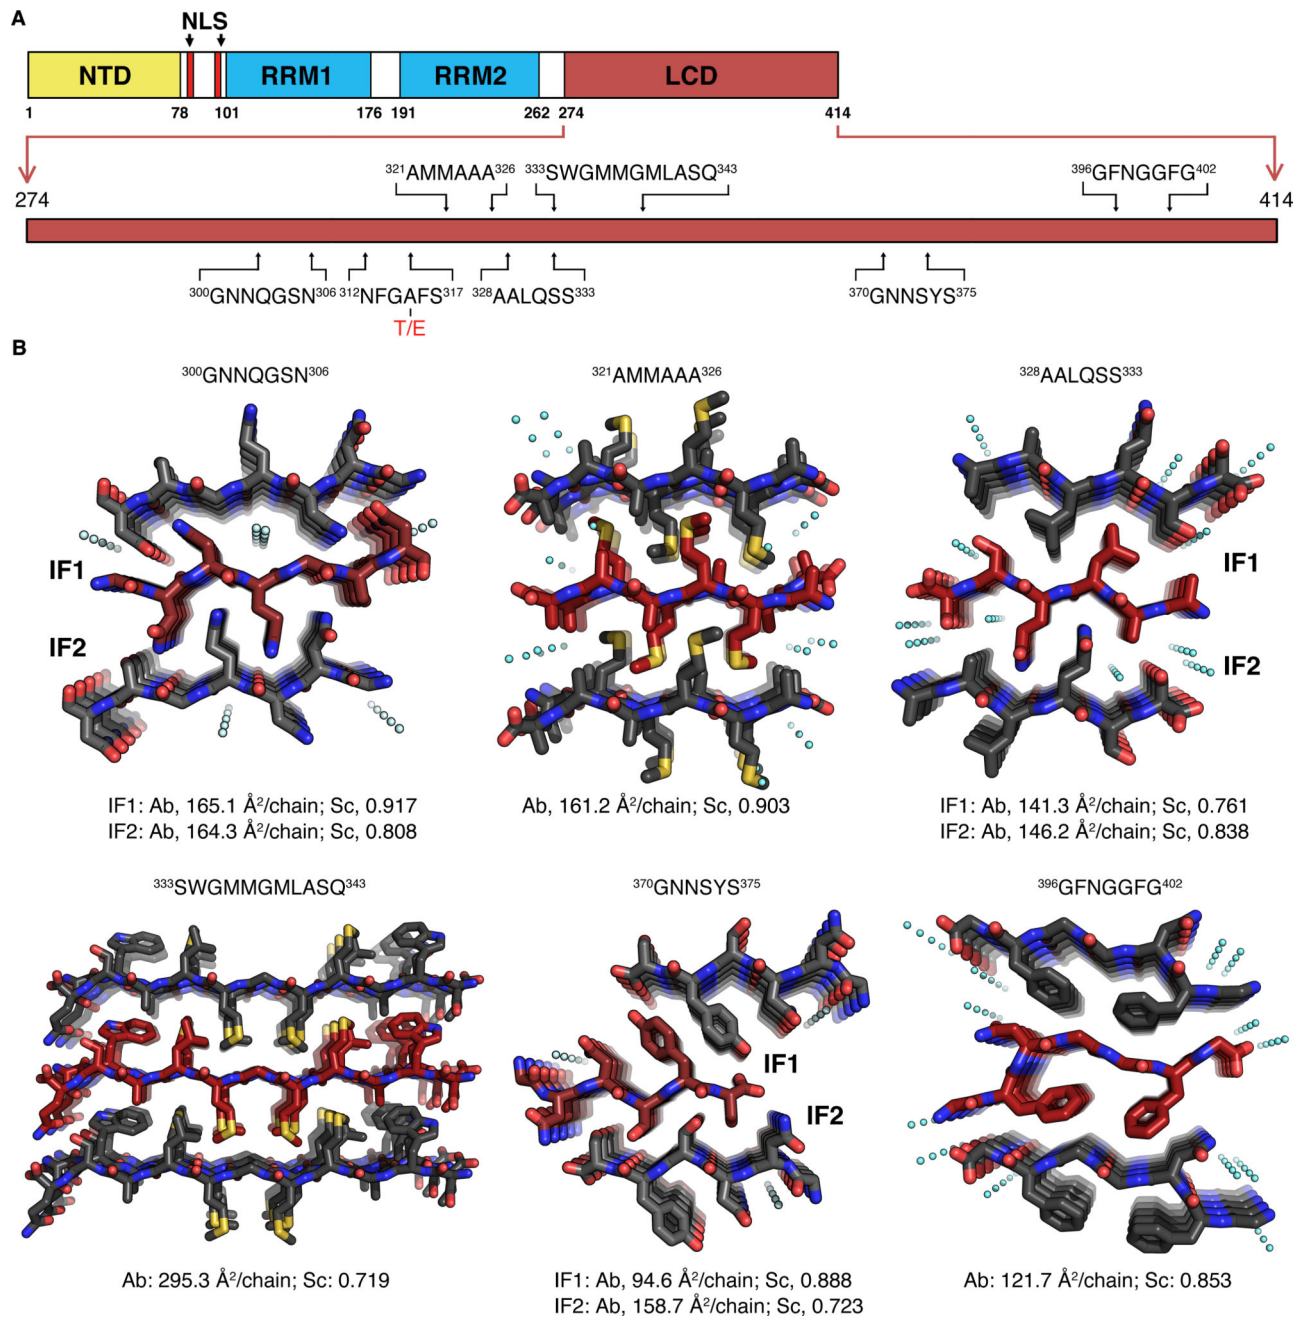 A
NLS
NTD RRM1 RRM2 LCD
1 78 101 176 191 262 274 414
³²¹AMMAAA³²⁶ ³³³SWGMMGMLASQ³⁴³ ³⁹⁶GFNGGFG⁴⁰²
274 414
³⁰⁰GNNQGSN³⁰⁶ ³¹²NFGAFS³¹⁷ ³²⁸AALQSS³³³ ³⁷⁰GNNSYS³⁷⁵
T/E
B
³⁰⁰GNNQGSN³⁰⁶ ³²¹AMMAAA³²⁶ ³²⁸AALQSS³³³
IF1 IF1
IF2 IF2
IF1: Ab, 165.1 Å²/chain; Sc, 0.917 Ab, 161.2 Å²/chain; Sc, 0.903 IF1: Ab, 141.3 Å²/chain; Sc, 0.761
IF2: Ab, 164.3 Å²/chain; Sc, 0.808 IF2: Ab, 146.2 Å²/chain; Sc, 0.838
³³³SWGMMGMLASQ³⁴³ ³⁷⁰GNNSYS³⁷⁵ ³⁹⁶GFNGGFG⁴⁰²
IF1
IF2
Ab: 295.3 Å²/chain; Sc: 0.719 IF1: Ab, 94.6 Å²/chain; Sc, 0.888 Ab: 121.7 Å²/chain; Sc: 0.853
IF2: Ab, 158.7 Å²/chain; Sc, 0.723